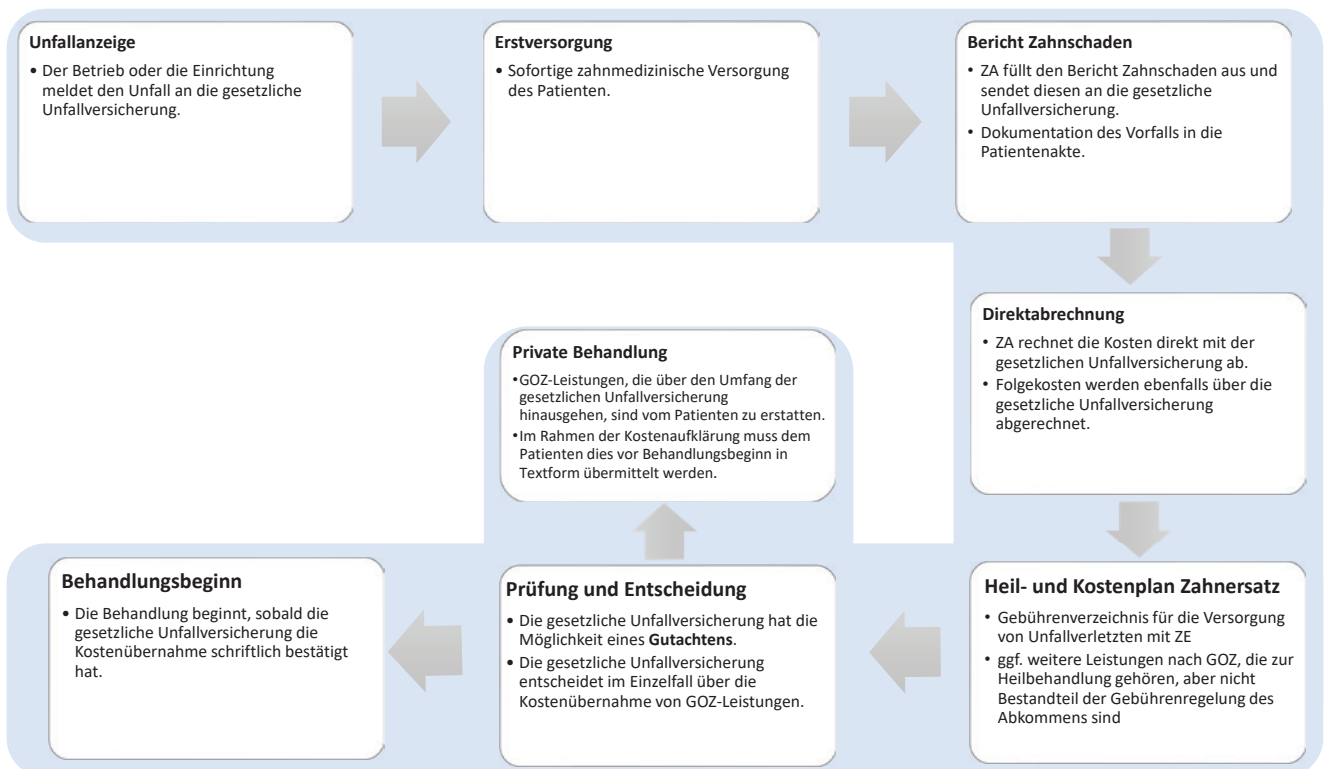 Unfallanzeige
• Der Betrieb oder die Einrichtung
meldet den Unfall an die gesetzliche
Unfallversicherung.
Erstversorgung
• Sofortige zahnmedizinische Versorgung
des Patienten.
Bericht Zahnschaden
• ZA füllt den Bericht Zahnschaden aus und
sendet diesen an die gesetzliche
Unfallversicherung.
• Dokumentation des Vorfalls in die
Patientenakte.
Direktabrechnung
• ZA rechnet die Kosten direkt mit der
gesetzlichen Unfallversicherung ab.
• Folgekosten werden ebenfalls über die
gesetzliche Unfallversicherung
abgerechnet.
Heil- und Kostenplan Zahnersatz
• Gebührenverzeichnis für die Versorgung
von Unfallverletzten mit ZE
• ggf. weitere Leistungen nach GOZ, die zur
Heilbehandlung gehören, aber nicht
Bestandteil der Gebührenregelung des
Abkommens sind
Prüfung und Entscheidung
• Die gesetzliche Unfallversicherung hat die
Möglichkeit eines Gutachtens.
• Die gesetzliche Unfallversicherung
entscheidet im Einzelfall über die
Kostenübernahme von GOZ-Leistungen.
Private Behandlung
•GOZ-Leistungen, die über den Umfang der
gesetzlichen Unfallversicherung
hinausgehen, sind vom Patienten zu erstatten.
•Im Rahmen der Kostenaufklärung muss dem
Patienten dies vor Behandlungsbeginn in
Textform übermittelt werden.
Behandlungsbeginn
• Die Behandlung beginnt, sobald die
gesetzliche Unfallversicherung die
Kostenübernahme schriftlich bestätigt
hat.